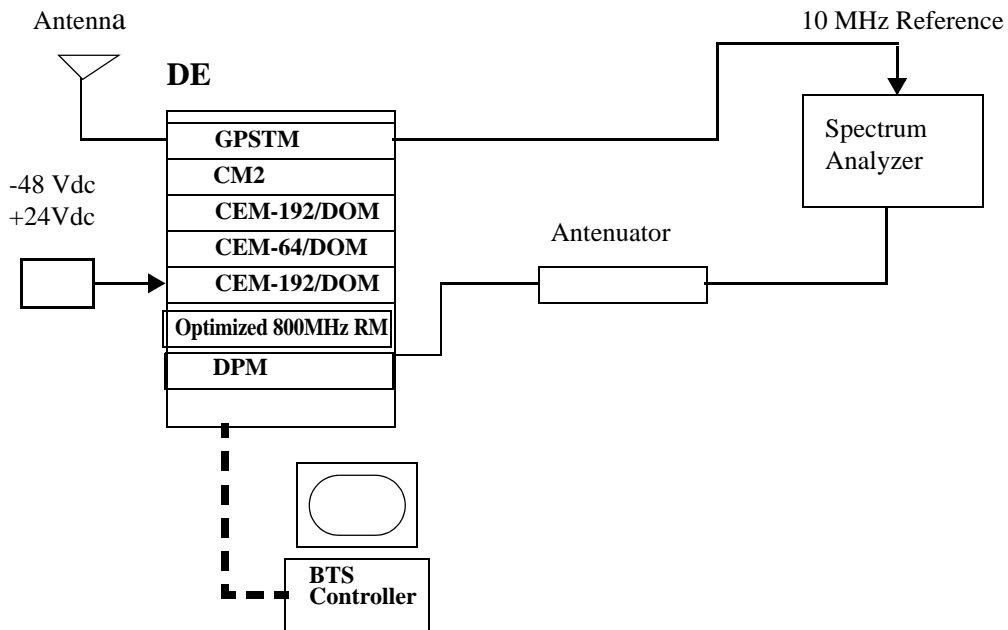 Antenna
10 MHz Reference
DE
GPSTM
Spectrum
Analyzer
CM2
-48 Vdc
+24Vdc
CEM-192/DOM
CEM-64/DOM
Antenuator
CEM-192/DOM
Optimized 800MHz RM
DPM
BTS
Controller